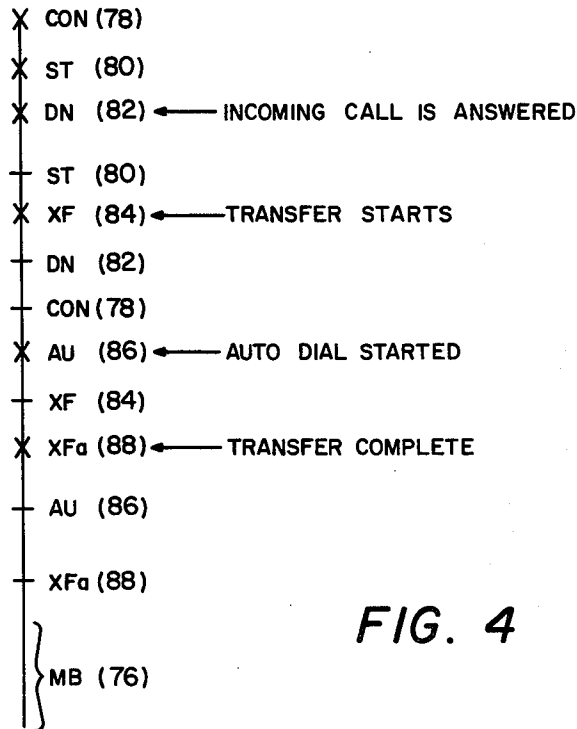 CON (78)
ST (80)
DN (82) INCOMING CALL IS ANSWERED
ST (80)
XF (84) TRANSFER STARTS
DN (82)
CON (78)
AU (86) AUTO DIAL STARTED
XF (84)
XFa (88) TRANSFER COMPLETE
AU (86)
XFa (88)
FIG. 4
MB (76)